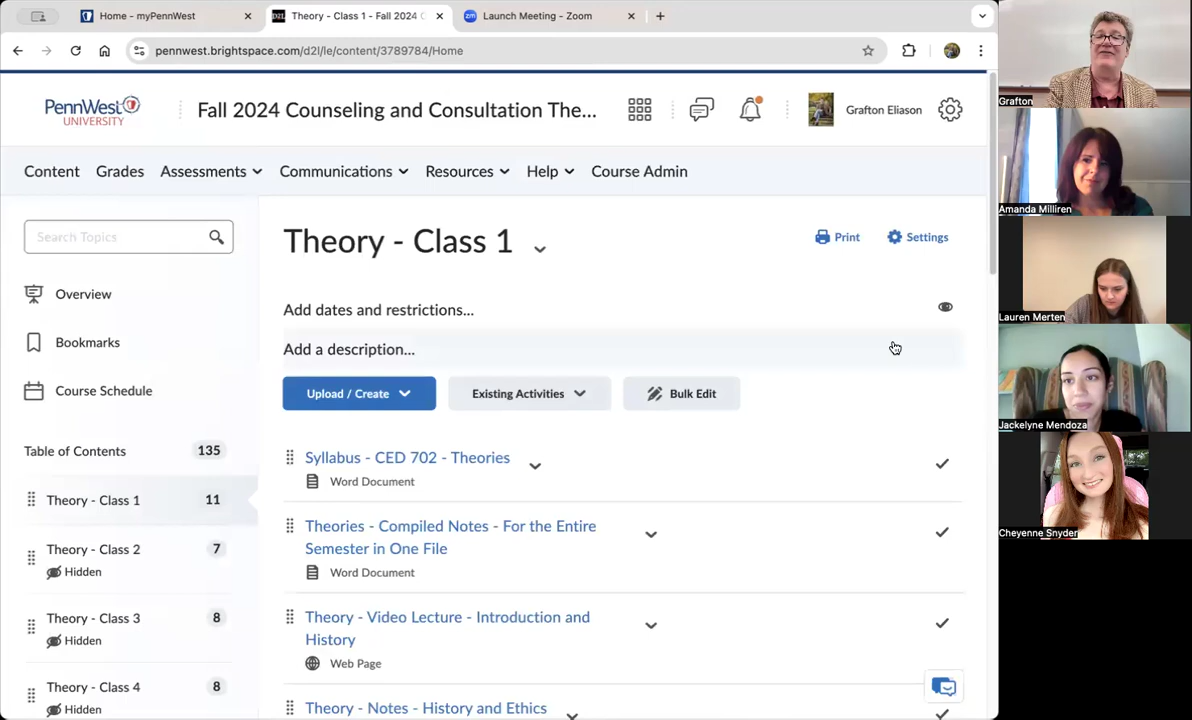 Home - myPennWest
Theory - Class 1 - Fall 2024 C
Launch Meeting - Zoom
pennwest.brightspace.com/d2l/le/content/3789784/Home
PennWest
UNIVERSITY
Fall 2024 Counseling and Consultation The...
Grafton Eliason
Content
Grades
Assessments
Communications
Resources
Help
Course Admin
Search Topics
Overview
Bookmarks
Course Schedule
Table of Contents 135
Theory - Class 1 11
Theory - Class 2 7
Hidden
Theory - Class 3 8
Hidden
Theory - Class 4 8
Hidden
Theory - Class 1
Print
Settings
Add dates and restrictions...
Add a description...
Upload / Create
Existing Activities
Bulk Edit
Syllabus - CED 702 - Theories
Word Document
Theories - Compiled Notes - For the Entire
Semester in One File
Word Document
Theory - Video Lecture - Introduction and
History
Web Page
Theory - Notes - History and Ethics
Grafton
Amanda Milliren
Lauren Merten
Jackelyne Mendoza
Cheyenne Snyder